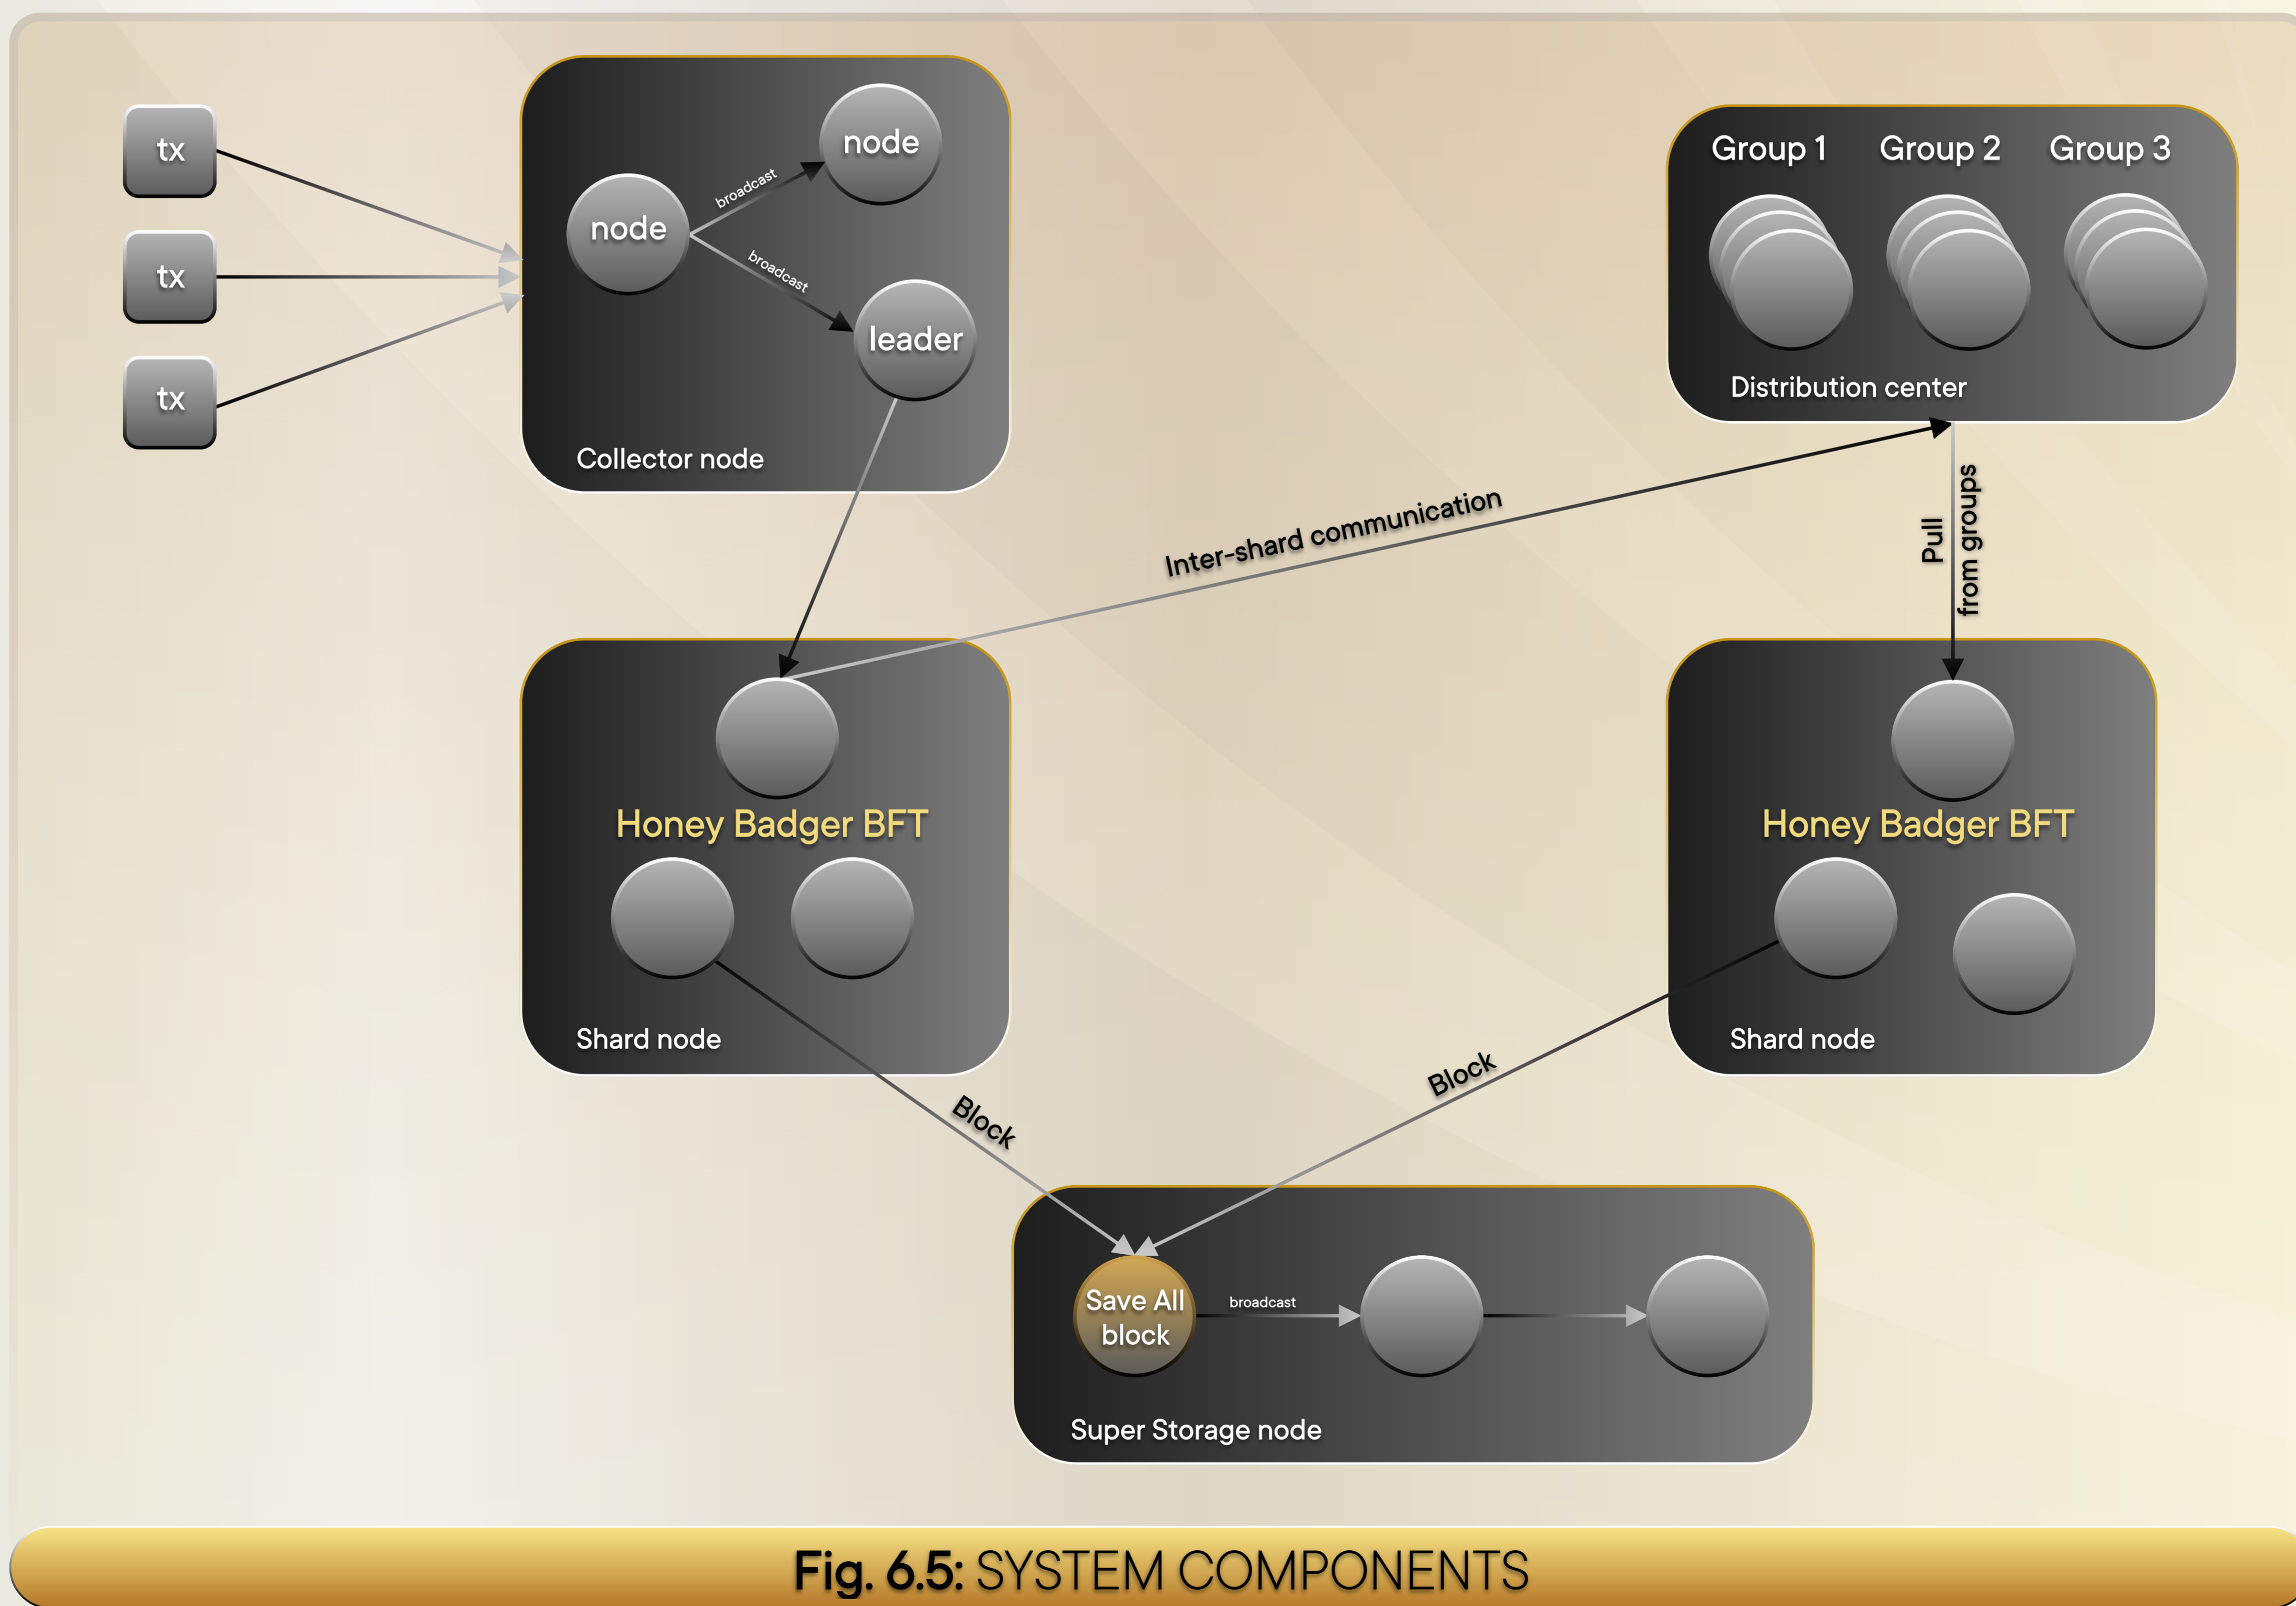 tx
tx
tx
node
node
broadcast
broadcast
leader
Collector node
Group 1
Group 2
Group 3
Distribution center
Inter-shard communication
Pull
from groups
Honey Badger BFT
Shard node
Honey Badger BFT
Shard node
Block
Block
Save All
block
broadcast
Super Storage node
Fig. 6.5: SYSTEM COMPONENTS